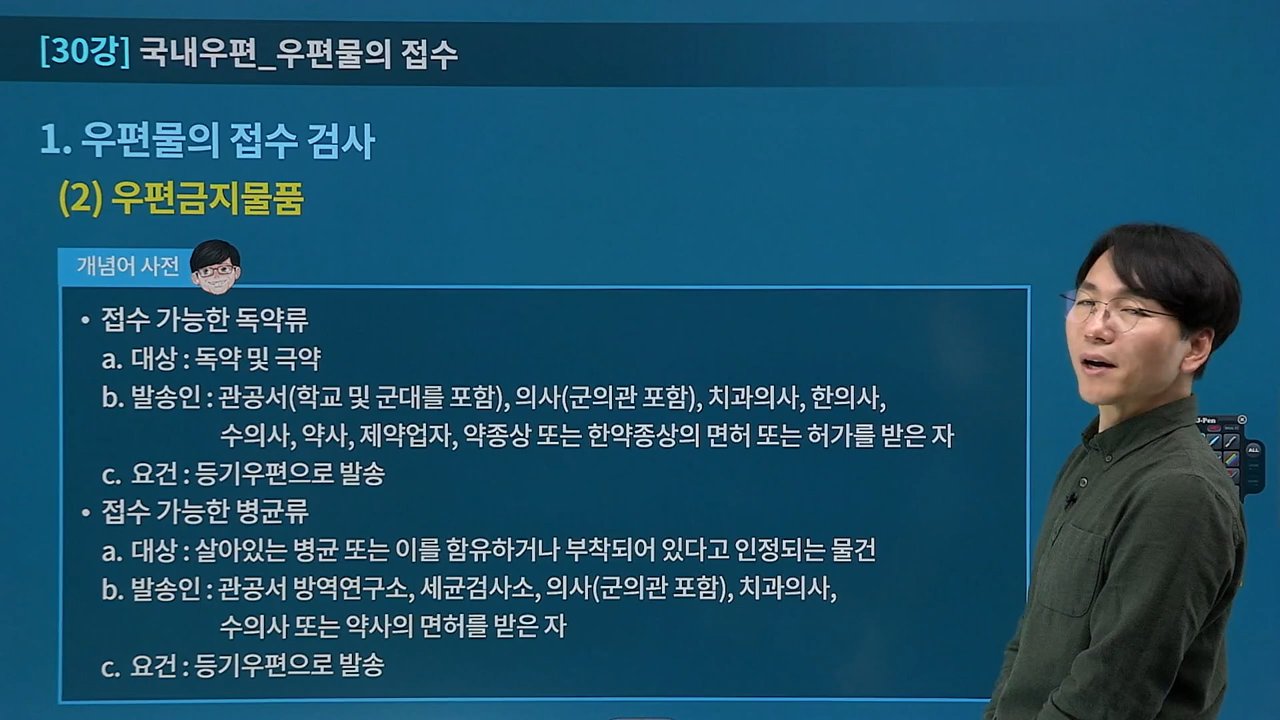 [30강] 국내우편_우편물의 접수
1. 우편물의 접수 검사
(2) 우편금지물품
개념어 사전
• 접수 가능한 독약류
a. 대상 : 독약 및 극약
b. 발송인 : 관공서(학교 및 군대를 포함), 의사(군의관 포함), 치과의사, 한의사,
수의사, 약사, 제약업자, 약종상 또는 한약종상의 면허 또는 허가를 받은 자
c. 요건 : 등기우편으로 발송
• 접수 가능한 병균류
a. 대상 : 살아있는 병균 또는 이를 함유하거나 부착되어 있다고 인정되는 물건
b. 발송인 : 관공서 방역연구소, 세균검사소, 의사(군의관 포함), 치과의사,
수의사 또는 약사의 면허를 받은 자
c. 요건 : 등기우편으로 발송
ALL